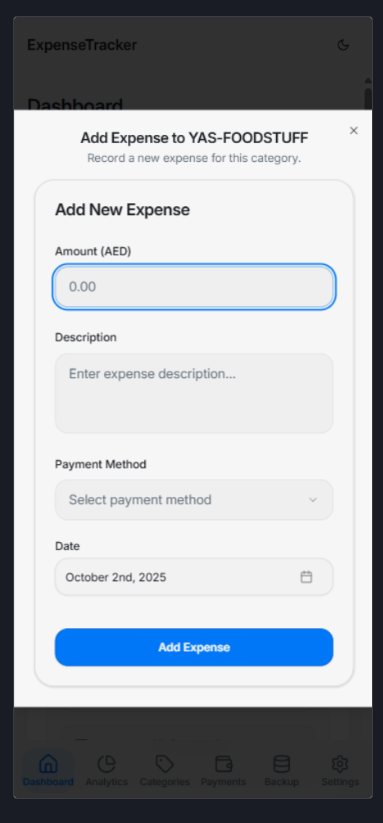 ExpenseTracker
Dashboard
Add Expense to YAS-FOODSTUFF
Record a new expense for this category.
Add New Expense
Amount (AED)
0.00
Description
Enter expense description...
Payment Method
Select payment method
Date
October 2nd, 2025
Add Expense
Dashboard Analytics Categories Payments Backup Settings